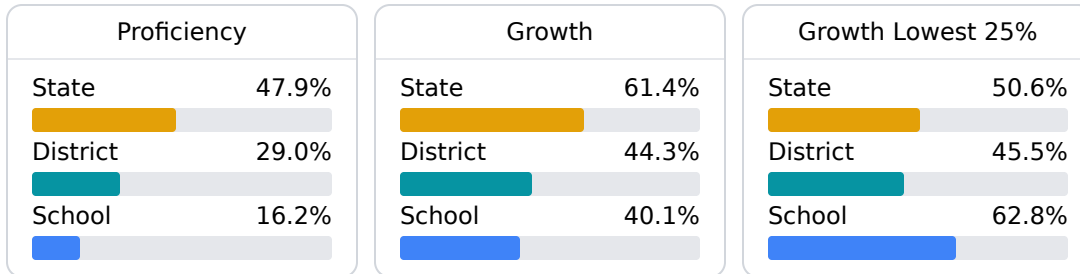 Proficiency
State 47.9%
District 29.0%
School 16.2%
Growth
State 61.4%
District 44.3%
School 40.1%
Growth Lowest 25%
State 50.6%
District 45.5%
School 62.8%